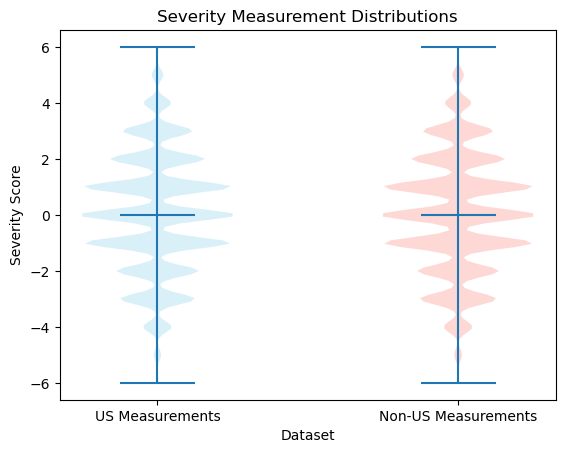 Severity Measurement Distributions
Severity Score
6
4
2
0
−2
−4
−6
US Measurements
Non-US Measurements
Dataset